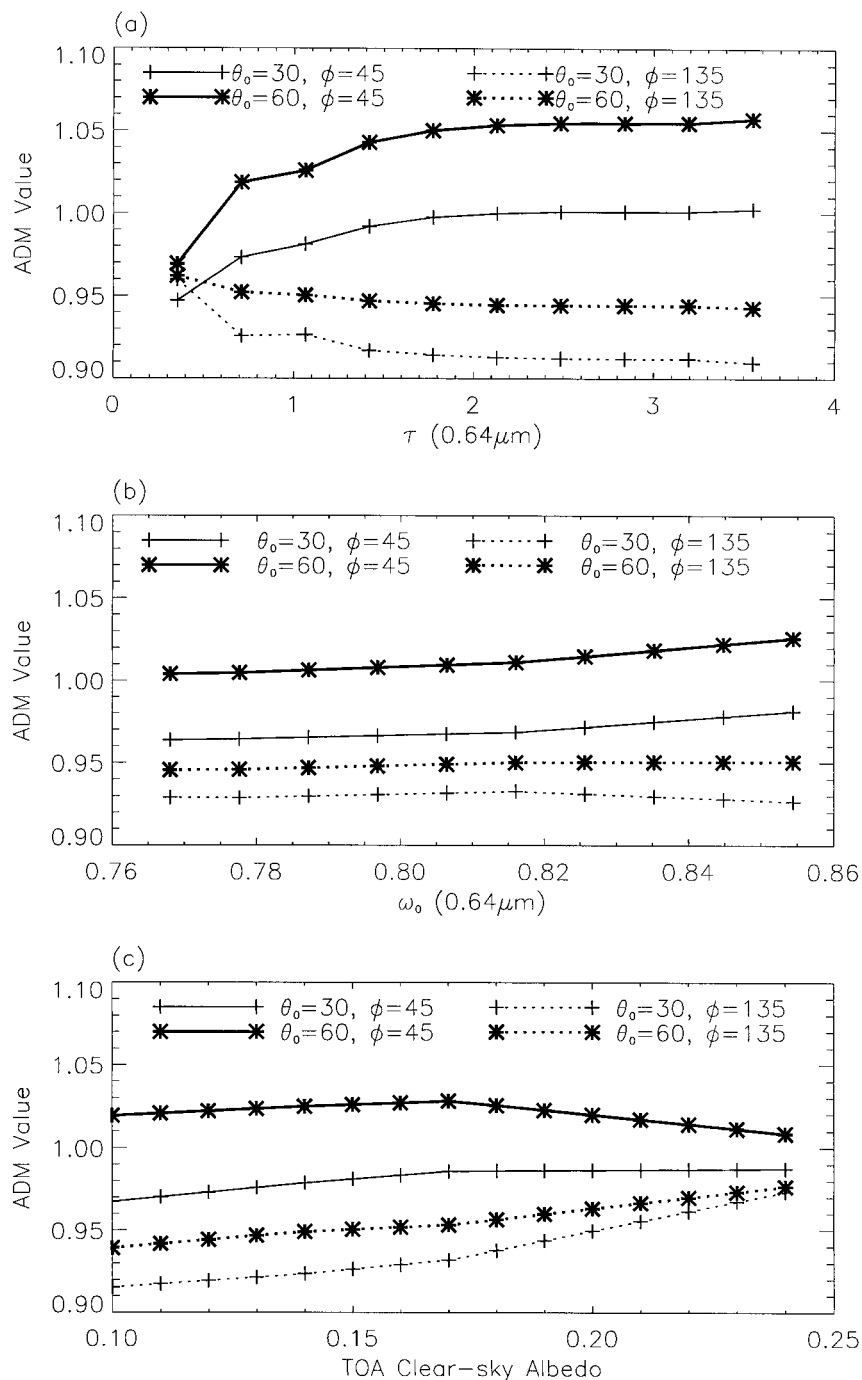 (a)
1.10
θ₀=30, φ=45
θ₀=30, φ=135
θ₀=60, φ=45
θ₀=60, φ=135
1.05
1.00
0.95
0.90
ADM Value
0
1
2
3
4
τ (0.64μm)
(b)
1.10
θ₀=30, φ=45
θ₀=30, φ=135
θ₀=60, φ=45
θ₀=60, φ=135
1.05
1.00
0.95
0.90
ADM Value
0.76
0.78
0.80
0.82
0.84
0.86
ω₀ (0.64μm)
(c)
1.10
θ₀=30, φ=45
θ₀=30, φ=135
θ₀=60, φ=45
θ₀=60, φ=135
1.05
1.00
0.95
0.90
ADM Value
0.10
0.15
0.20
0.25
TOA Clear-sky Albedo